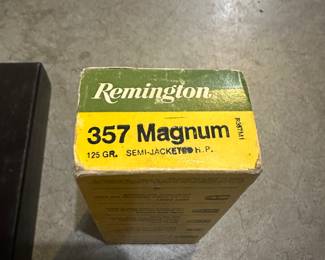 Remington
357 Magnum
125 GR. SEMI-JACKETED H.P.